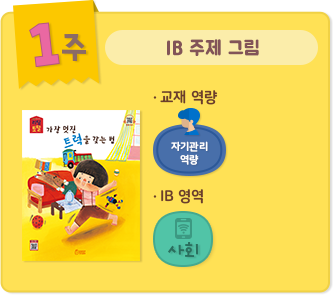 1주
IB 주제 그림
· 교재 역량
가장 멋진
트럭을 갖는 법
자기관리
역량
· IB 영역
사회